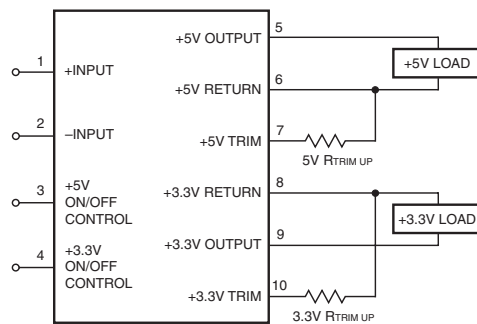 1
+INPUT
2
–INPUT
3
+5V
ON/OFF
CONTROL
4
+3.3V
ON/OFF
CONTROL
+5V OUTPUT
5
+5V LOAD
+5V RETURN
6
+5V TRIM
7
5V RTRIM UP
+3.3V RETURN
8
+3.3V LOAD
+3.3V OUTPUT
9
+3.3V TRIM
10
3.3V RTRIM UP